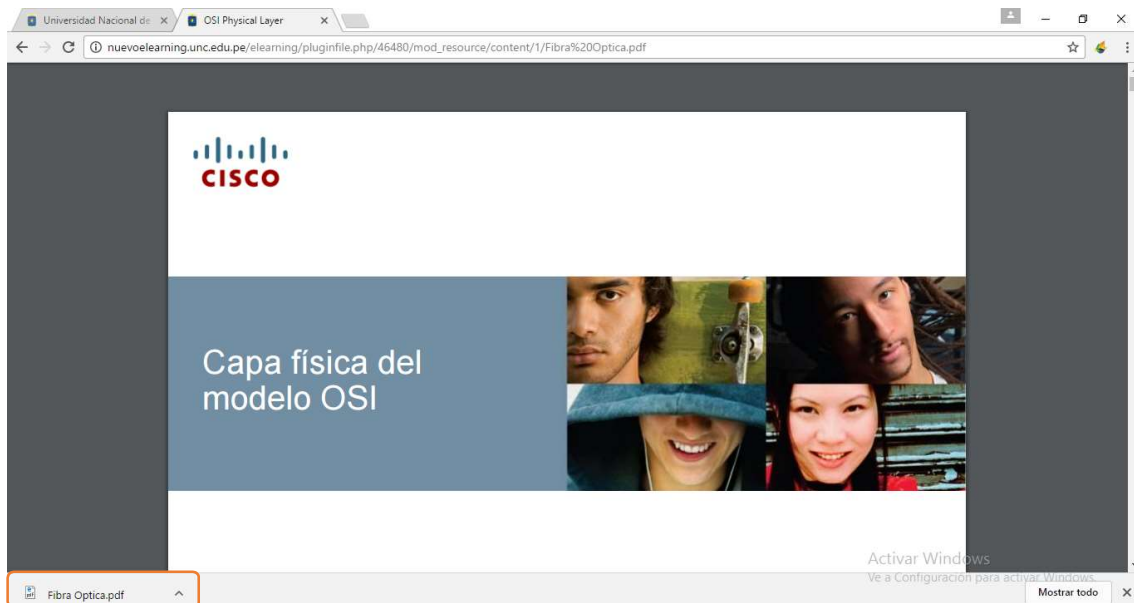 Universidad Nacional de
OSI Physical Layer
nuevoelearning.unc.edu.pe/elearning/pluginfile.php/46480/mod_resource/content/1/Fibra%20Optica.pdf
CISCO
Capa física del
modelo OSI
Activar Windows
Ve a Configuración para activar Windows.
Fibra Optica.pdf
Mostrar todo